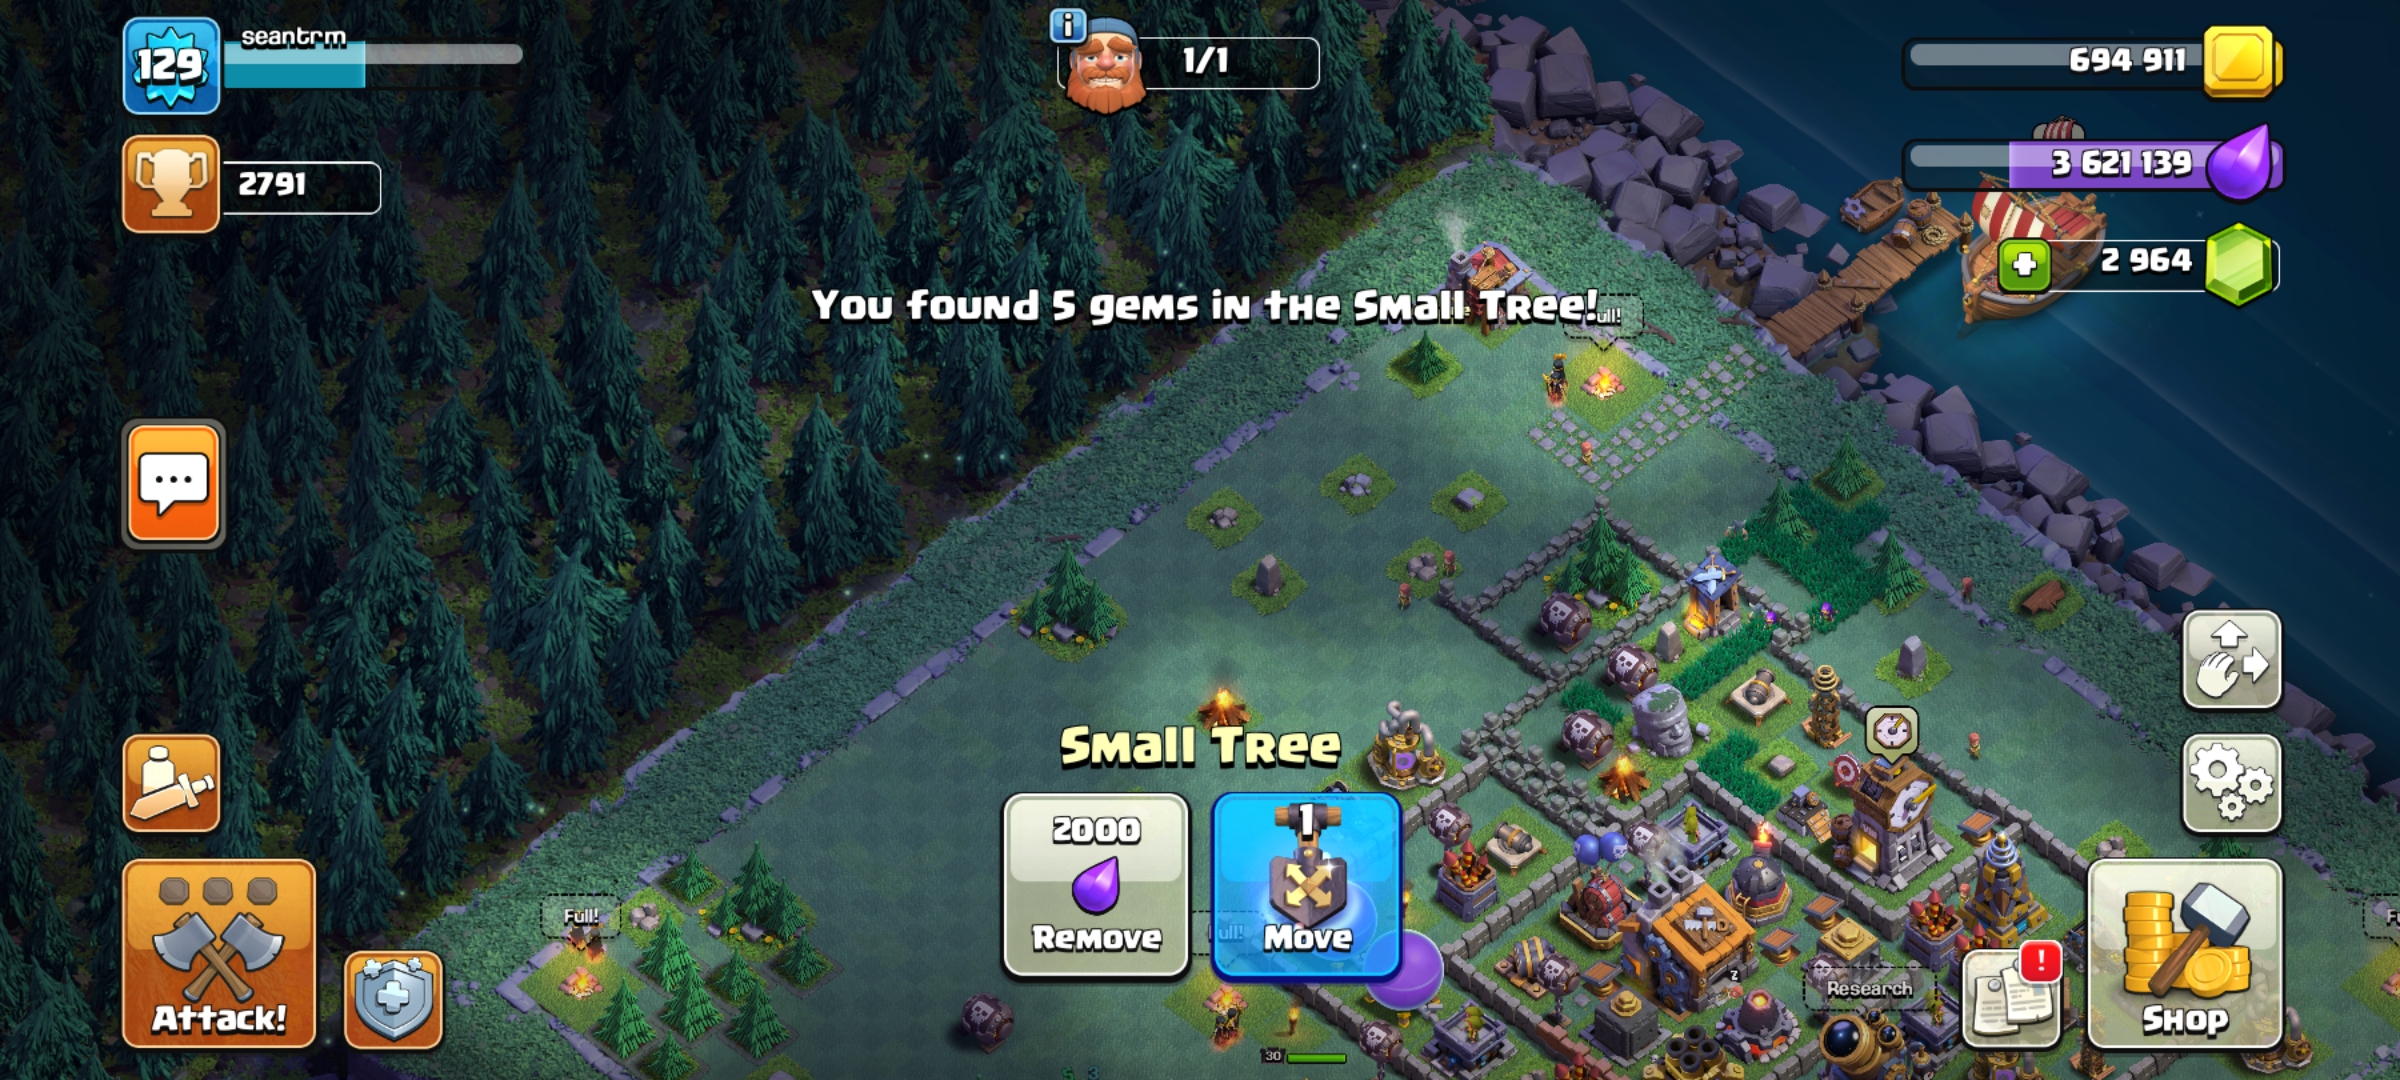 129
seantrm
1/1
694 911
2791
3 621 139
2 964
You found 5 gems in the Small Tree!
Small Tree
2000
Remove
1
Move
Full!
Attack!
Research
Shop
30